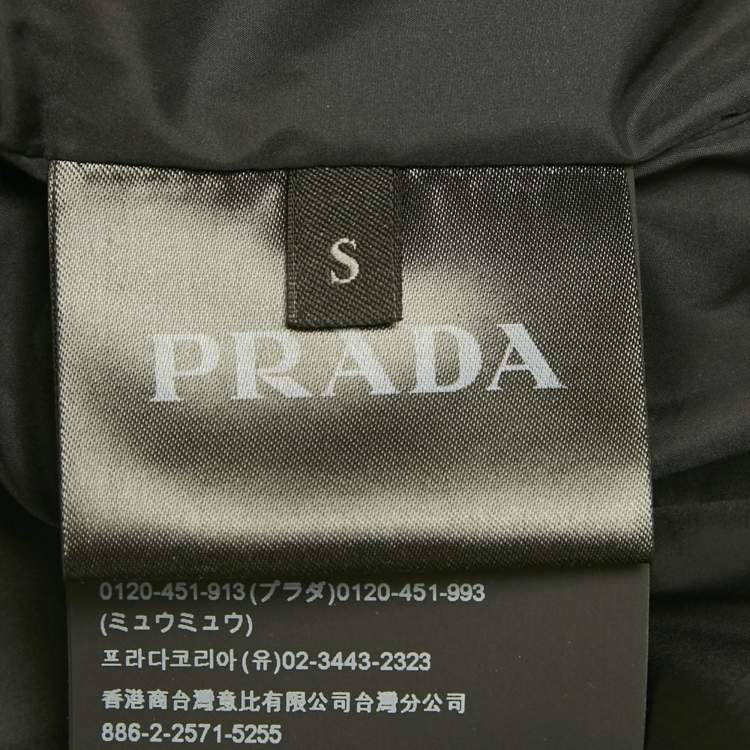 S
PRADA
0120-451-913(プラダ)0120-451-993
(ミュウミュウ)
프라다코리아(유)02-3443-2323
香港商台灣意比有限公司台灣分公司
886-2-2571-5255